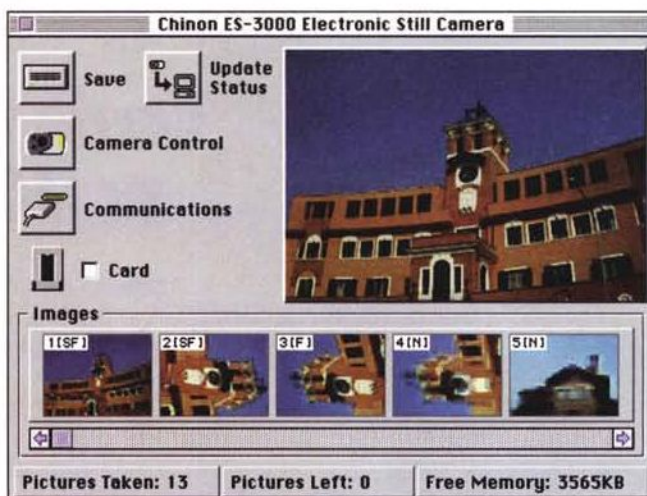 Chinon ES-3000 Electronic Still Camera
Save
Update
Status
Camera Control
Communications
Card
Images
1[SF]
2[SF]
3[F]
4[N]
5[N]
Pictures Taken: 13
Pictures Left: 0
Free Memory: 3565KB